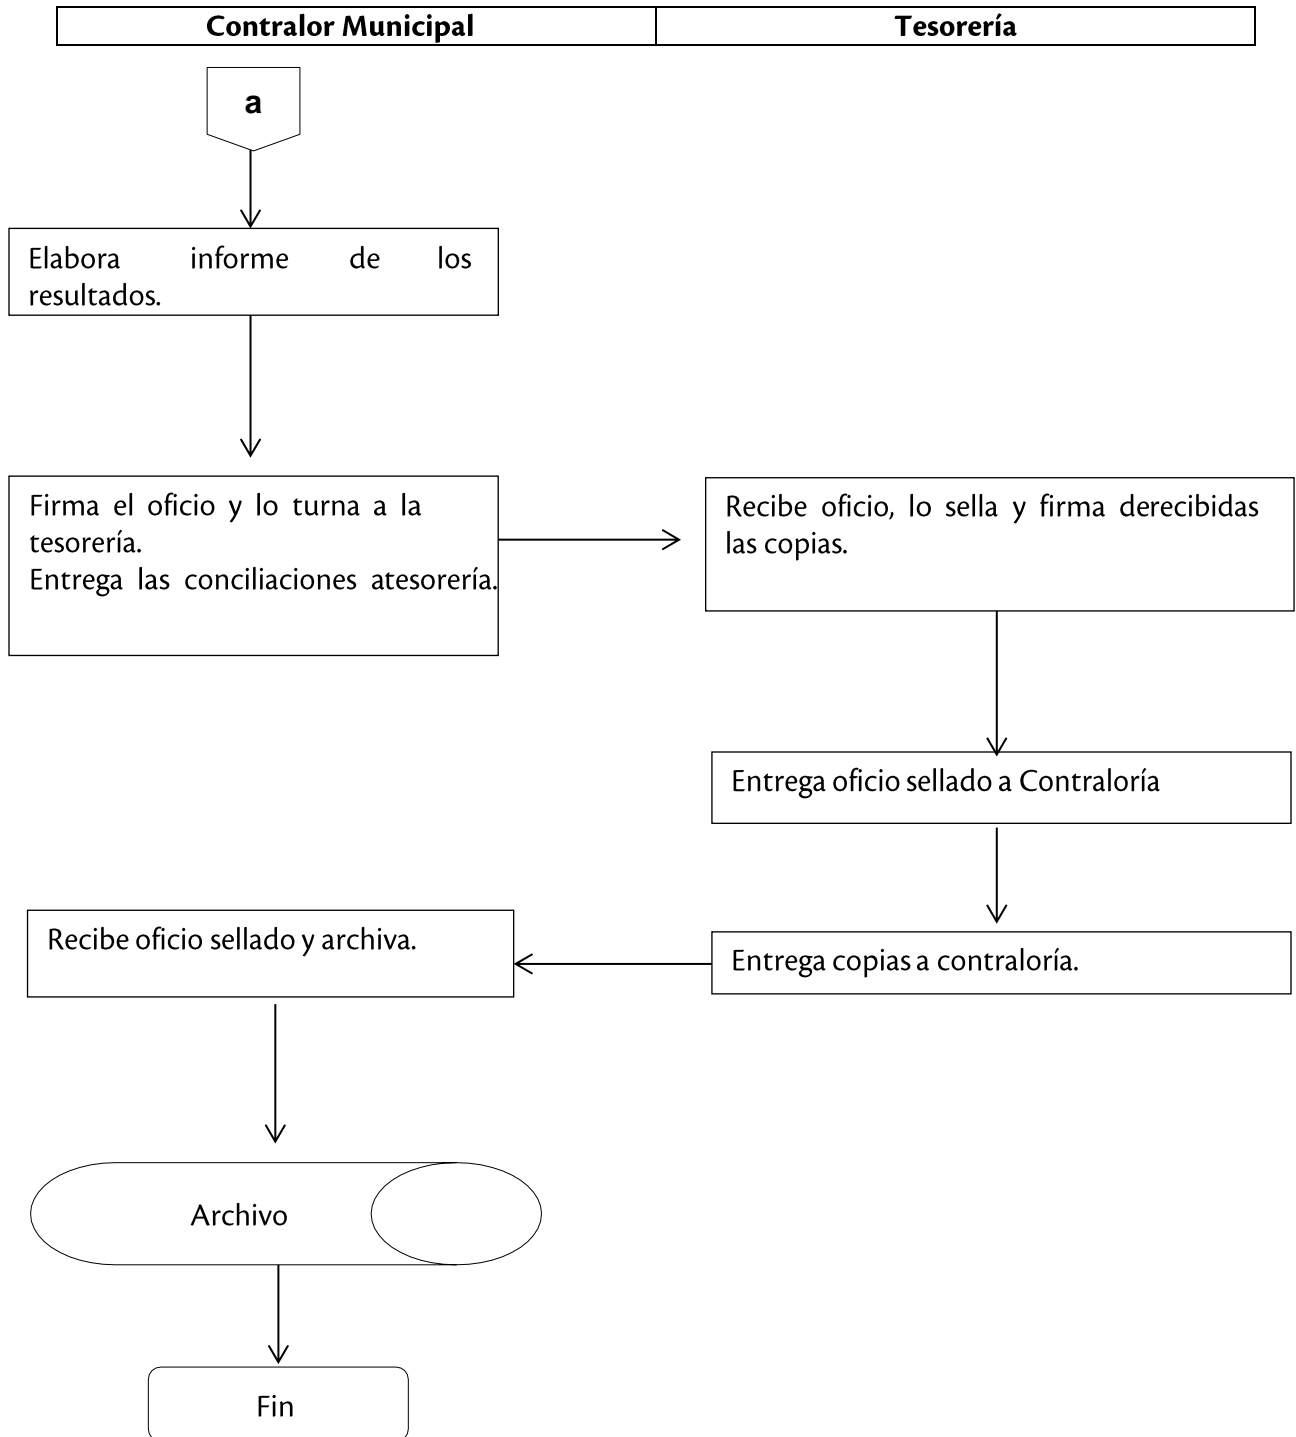 Contralor Municipal
Tesorería
a
Elabora informe de los
resultados.
Firma el oficio y lo turna a la
tesorería.
Entrega las conciliaciones atesorería.
Recibe oficio, lo sella y firma derecibidas
las copias.
Entrega oficio sellado a Contraloría
Entrega copias a contraloría.
Recibe oficio sellado y archiva.
Archivo
Fin